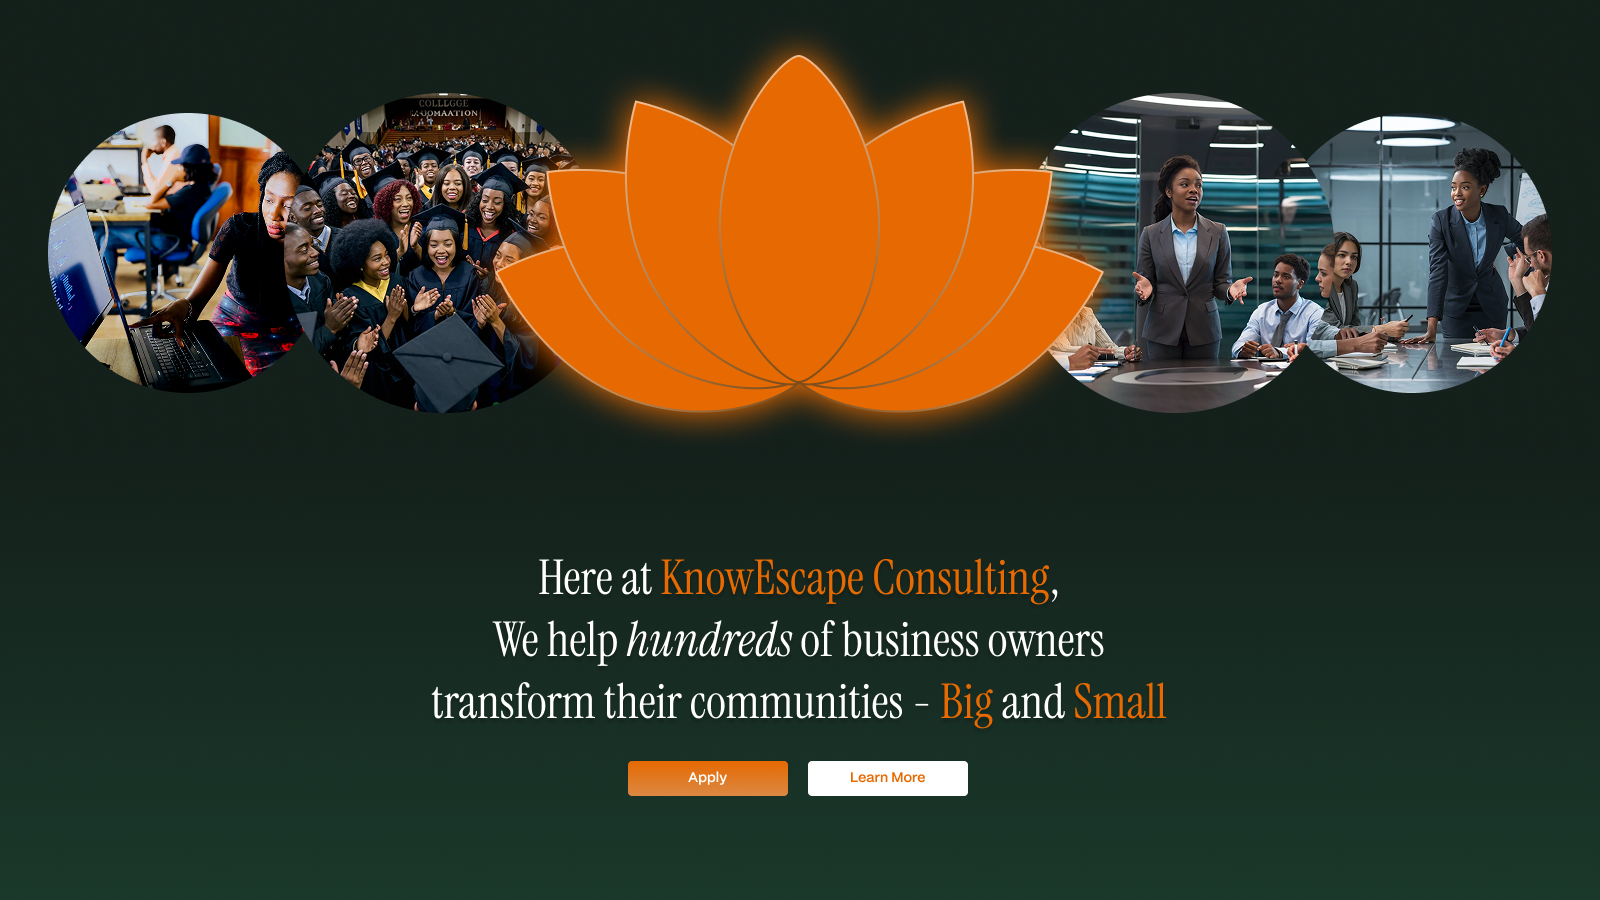 COLLLGGE
Here at KnowEscape Consulting,
We help hundreds of business owners
transform their communities - Big and Small
Apply
Learn More